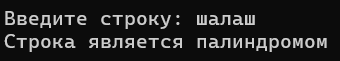 Введите строку: шалаш
Строка является палиндромом